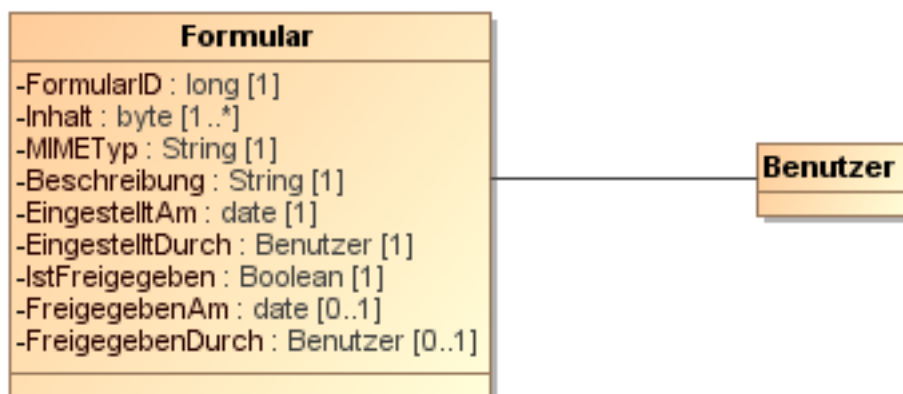 Formular
-FormularID : long [1]
-Inhalt : byte [1..*]
-MIMETyp : String [1]
-Beschreibung : String [1]
-EingestelltAm : date [1]
-EingestelltDurch : Benutzer [1]
-IstFreigegeben : Boolean [1]
-FreigegebenAm : date [0..1]
-FreigegebenDurch : Benutzer [0..1]
Benutzer